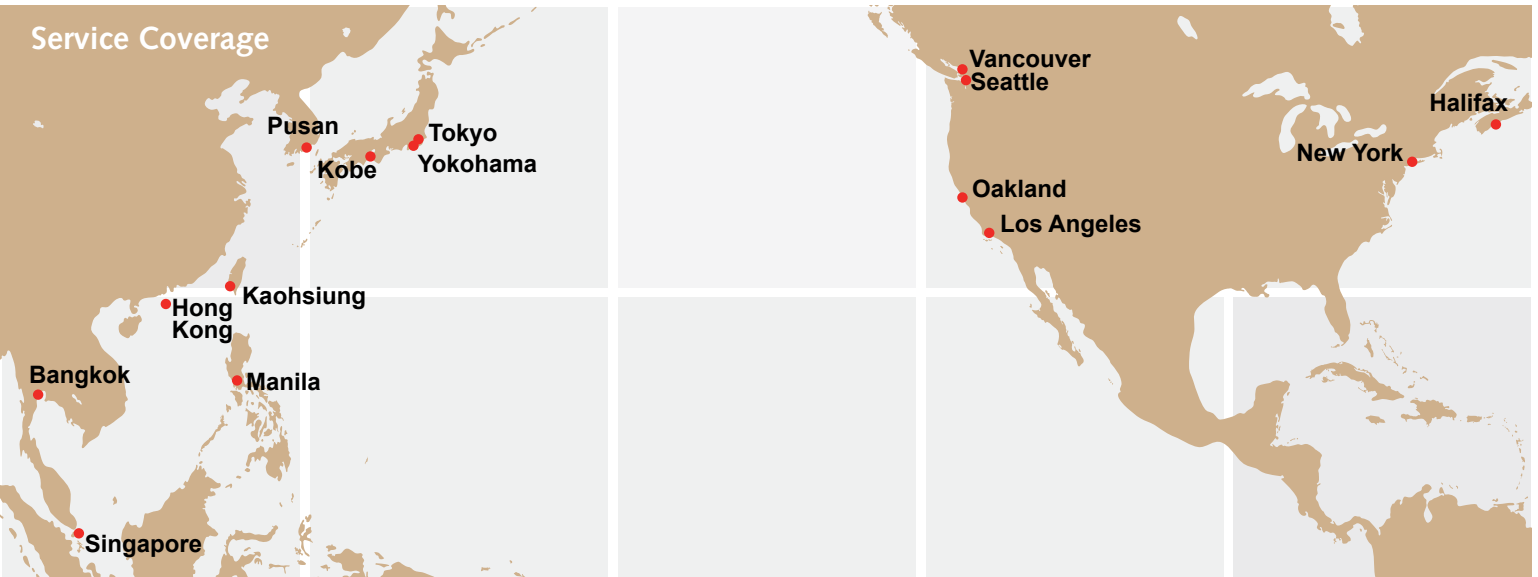 Service Coverage
Vancouver
Seattle
Halifax
Pusan
Tokyo
New York
Kobe
Yokohama
Oakland
Los Angeles
Kaohsiung
Hong
Kong
Bangkok
Manila
Singapore